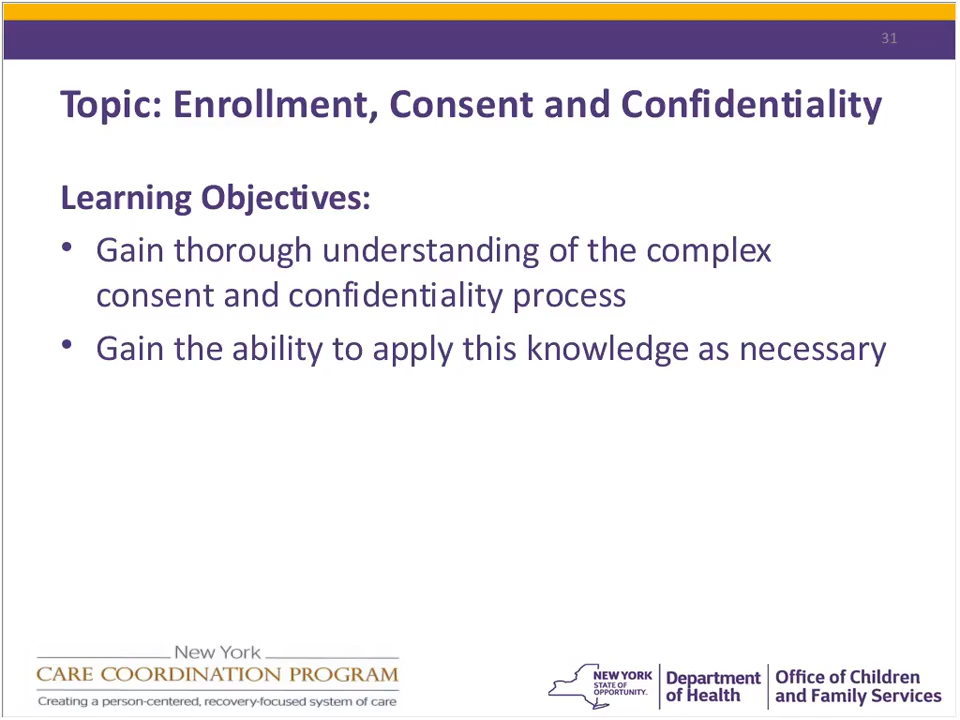 31
Topic: Enrollment, Consent and Confidentiality
Learning Objectives:
• Gain thorough understanding of the complex
consent and confidentiality process
• Gain the ability to apply this knowledge as necessary
New York
CARE COORDINATION PROGRAM
Creating a person-centered, recovery-focused system of care
NEW YORK
STATE OF
OPPORTUNITY.
Department
of Health
Office of Children
and Family Services